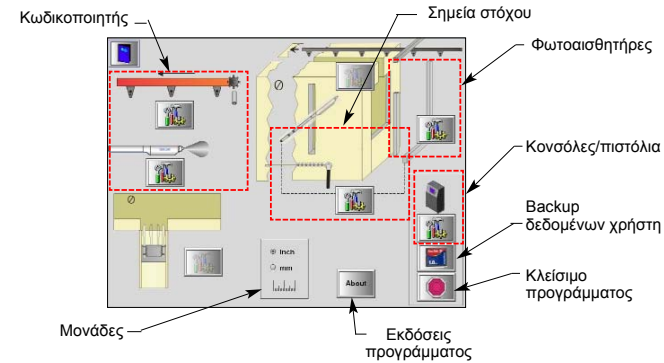 Κωδικοποιητής
Σημεία στόχου
Φωτοαισθητήρες
Κονσόλες/πιστόλια
Backup
δεδομένων χρήστη
Κλείσιμο
προγράμματος
Inch
mm
About
Μονάδες
Εκδόσεις
προγράμματος